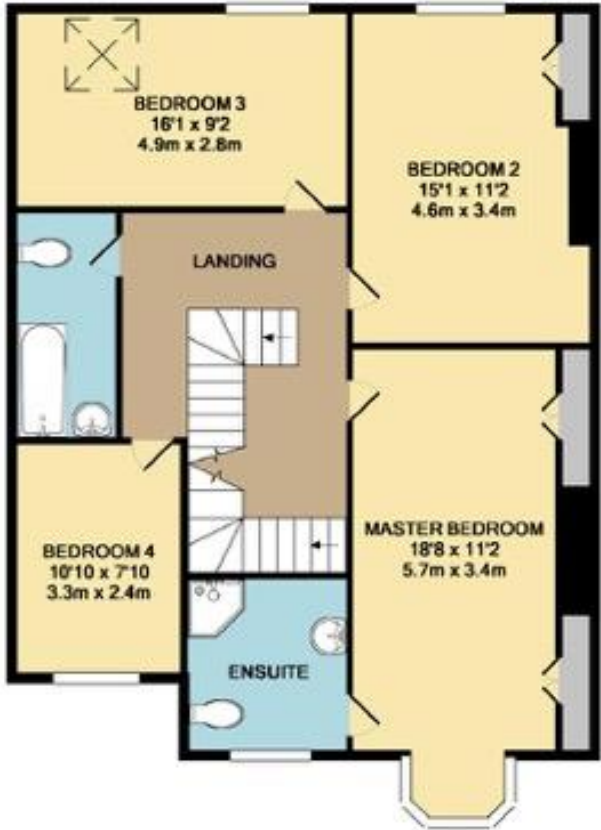 BEDROOM 3
16'1 x 9'2
4.9m x 2.8m
BEDROOM 2
15'1 x 11'2
4.6m x 3.4m
LANDING
MASTER BEDROOM
18'8 x 11'2
5.7m x 3.4m
BEDROOM 4
10'10 x 7'10
3.3m x 2.4m
ENSUITE